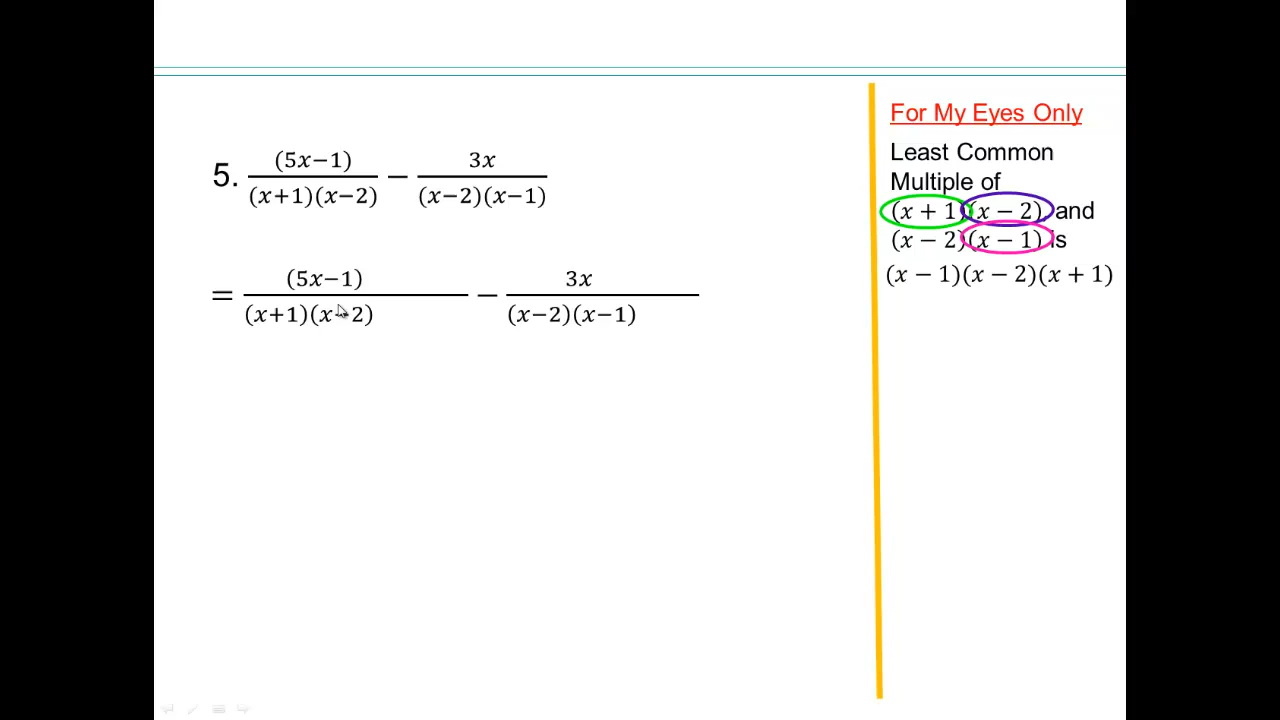 5. (5x−1)/((x+1)(x−2)) − 3x/((x−2)(x−1))
= (5x−1)/((x+1)(x−2)) − 3x/((x−2)(x−1))
For My Eyes Only
Least Common
Multiple of
(x + 1)(x − 2), and
(x − 2)(x − 1) is
(x − 1)(x − 2)(x + 1)